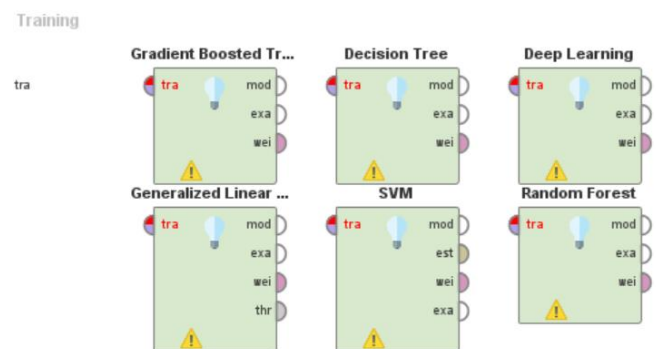 Training
Gradient Boosted Tr... Decision Tree Deep Learning
tra tra mod tra mod tra mod
exa exa exa
wei wei wei
Generalized Linear ... SVM Random Forest
tra mod tra mod tra mod
exa est exa
wei wei wei
thr exa